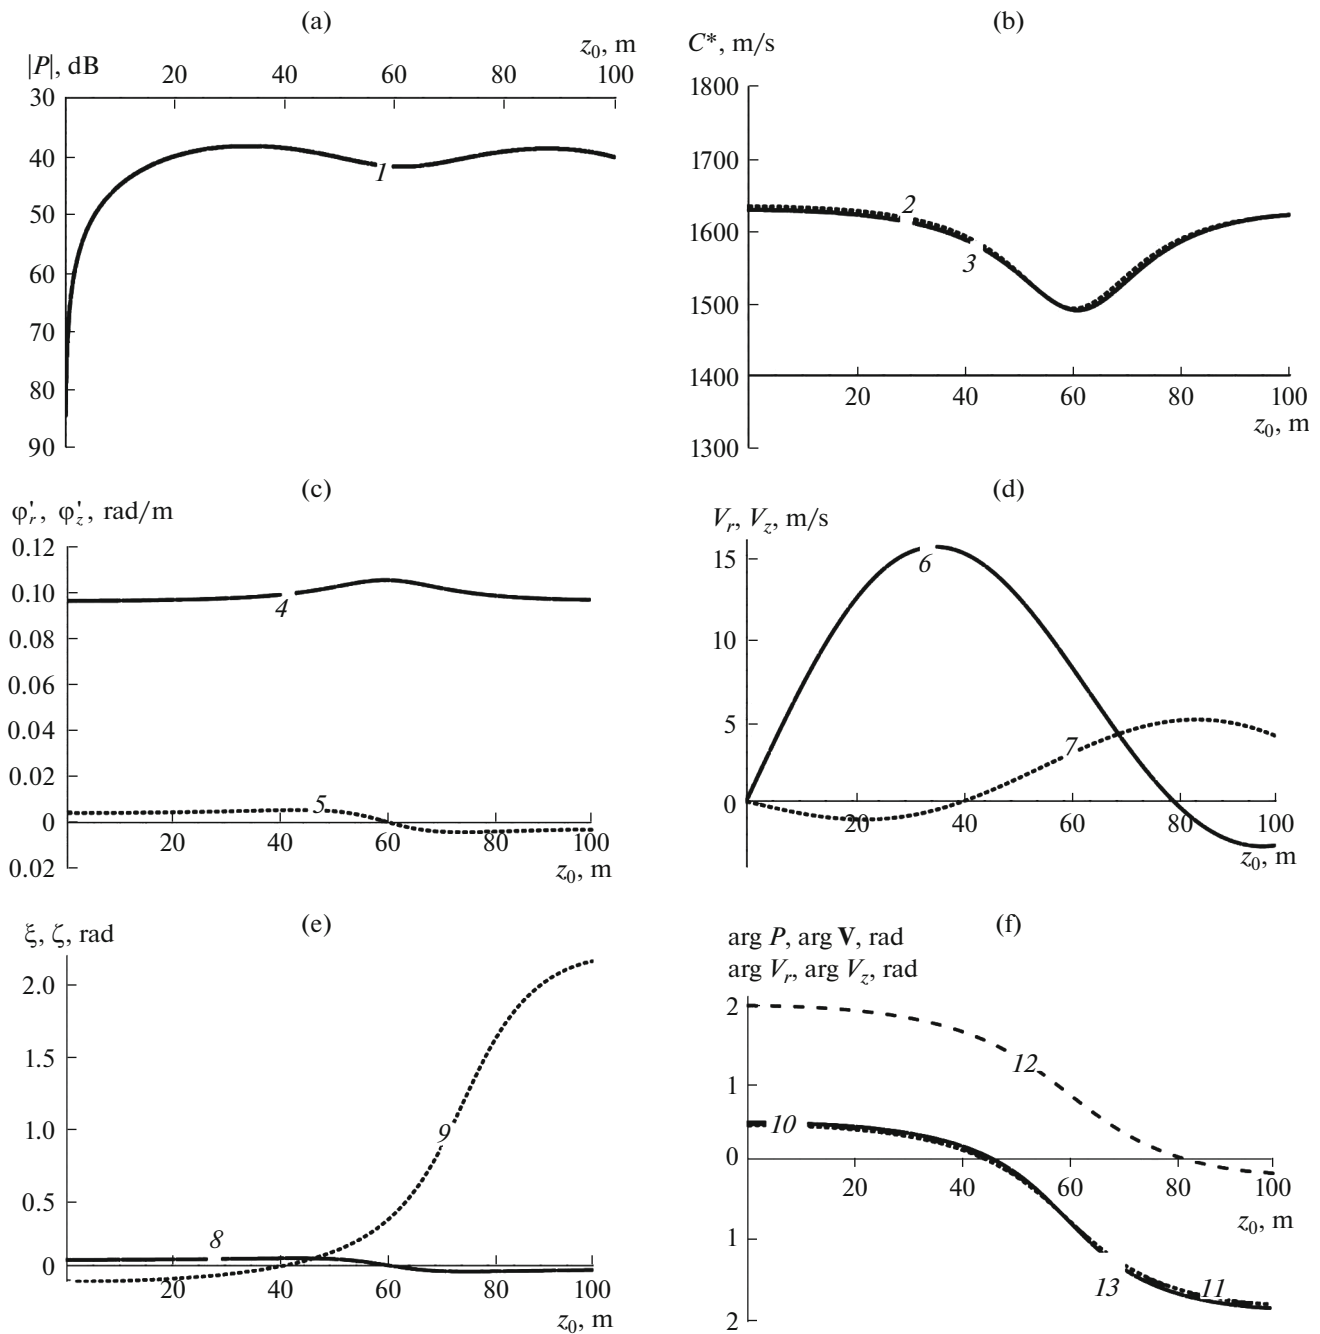 (a)
z₀, m
|P|, dB
20 40 60 80 100
30
40
50
60
70
80
90
1
(b)
C*, m/s
1800
1700
1600
1500
1400
1300
2
3
20 40 60 80 100
z₀, m
(c)
φ'ᵣ, φ'z, rad/m
0.12
0.10
0.08
0.06
0.04
0.02
0
0.02
4
5
20 40 60 80 100
z₀, m
(d)
Vᵣ, Vz, m/s
15
10
5
0
6
7
20 40 60 80 100
z₀, m
(e)
ξ, ζ, rad
2.0
1.5
1.0
0.5
0
9
8
20 40 60 80 100
z₀, m
(f)
arg P, arg V, rad
arg Vᵣ, arg Vz, rad
2
1
0
1
2
12
10
20 40 60 80 100
z₀, m
13 11